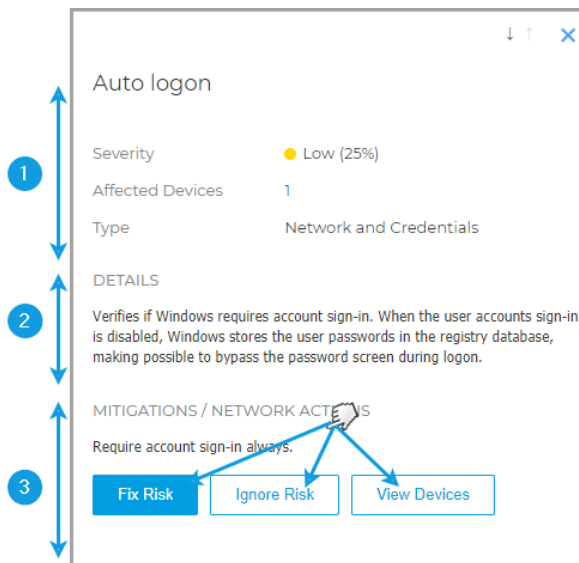 Auto logon
1
Severity Low (25%)
Affected Devices 1
Type Network and Credentials
2
DETAILS
Verifies if Windows requires account sign-in. When the user accounts sign-in
is disabled, Windows stores the user passwords in the registry database,
making possible to bypass the password screen during logon.
MITIGATIONS / NETWORK ACTIONS
Require account sign-in always.
3
Fix Risk Ignore Risk View Devices